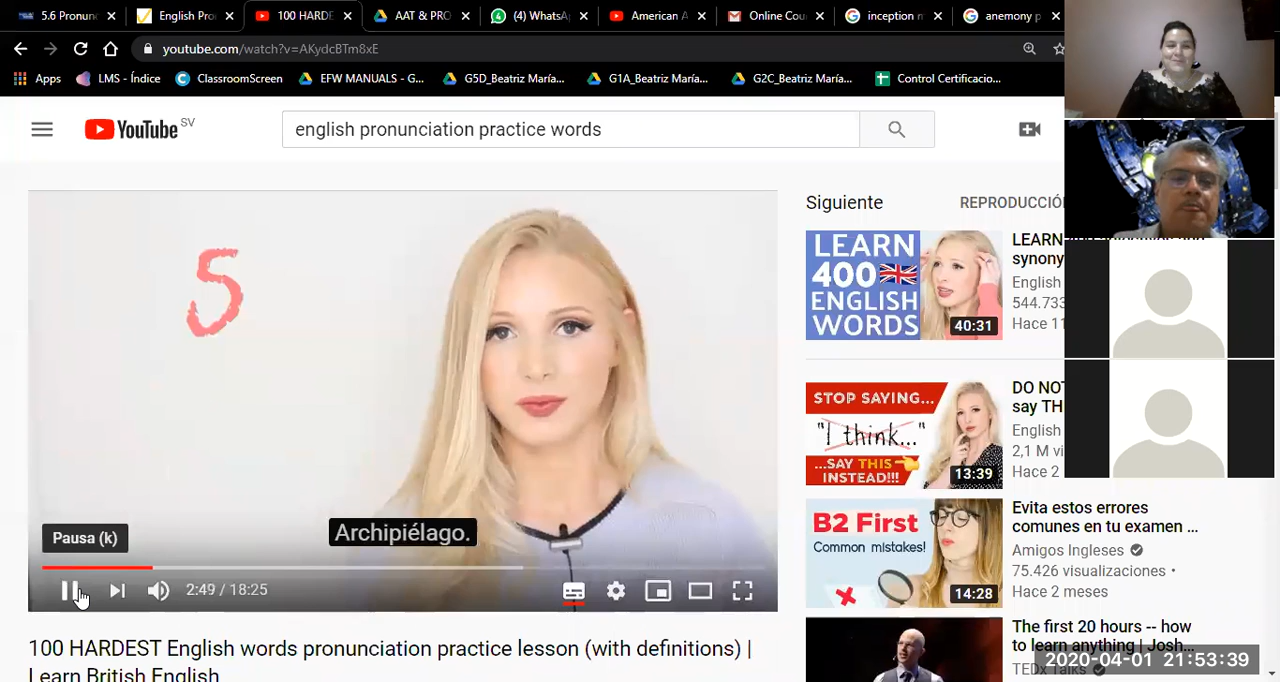 5.6 Pronun
English Pro
100 HARDE
AAT & PRO
(4) WhatsA
American A
Online Cou
inception
anemony p
youtube.com/watch?v=AKydcBTm8xE
Apps
LMS - Índice
ClassroomScreen
EFW MANUALS - G...
G5D_Beatriz María...
G1A_Beatriz María...
G2C_Beatriz María...
Control Certificacio...
YouTube SV
english pronunciation practice words
5
Archipiélago.
Pausa (k)
2:49 / 18:25
100 HARDEST English words pronunciation practice lesson (with definitions) |
Learn British English
Siguiente
REPRODUCCIÓ
LEARN
400
ENGLISH
WORDS
40:31
LEARN
synony
English
544.733
Hace 11
STOP SAYING...
"I think..."
...SAY THIS
INSTEAD!!!
13:39
DO NOT
say TH
English
2,1 M vi
Hace 2
B2 First
Common mistakes!
14:28
Evita estos errores
comunes en tu examen ...
Amigos Ingleses
75.426 visualizaciones •
Hace 2 meses
The first 20 hours -- how
to learn anything | Josh...
TEDx Talks
2020-04-01 21:53:39